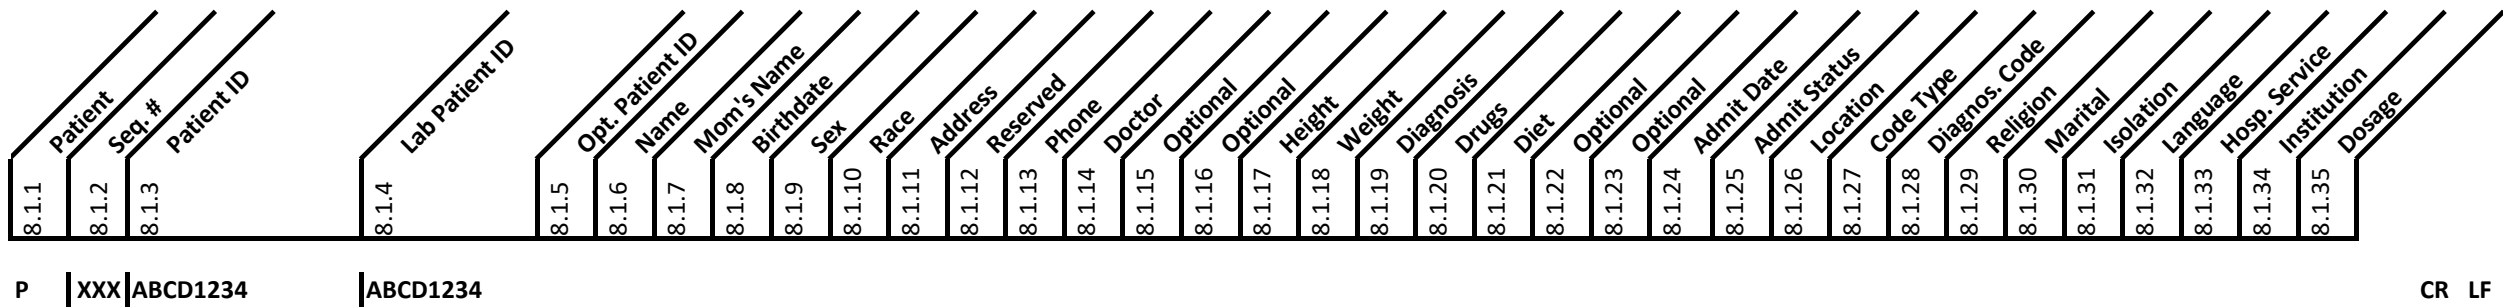 Patient
Seq. #
Patient ID
Lab Patient ID
Opt. Patient ID
Name
Mom's Name
Birthdate
Sex
Race
Address
Reserved
Phone
Doctor
Optional
Optional
Height
Weight
Diagnosis
Drugs
Diet
Optional
Optional
Admit Date
Admit Status
Location
Code Type
Diagnos. Code
Religion
Marital
Isolation
Language
Hosp. Service
Institution
Dosage
8.1.1
8.1.2
8.1.3
8.1.4
8.1.5
8.1.6
8.1.7
8.1.8
8.1.9
8.1.10
8.1.11
8.1.12
8.1.13
8.1.14
8.1.15
8.1.16
8.1.17
8.1.18
8.1.19
8.1.20
8.1.21
8.1.22
8.1.23
8.1.24
8.1.25
8.1.26
8.1.27
8.1.28
8.1.29
8.1.30
8.1.31
8.1.32
8.1.33
8.1.34
8.1.35
P XXX ABCD1234 ABCD1234 CR LF